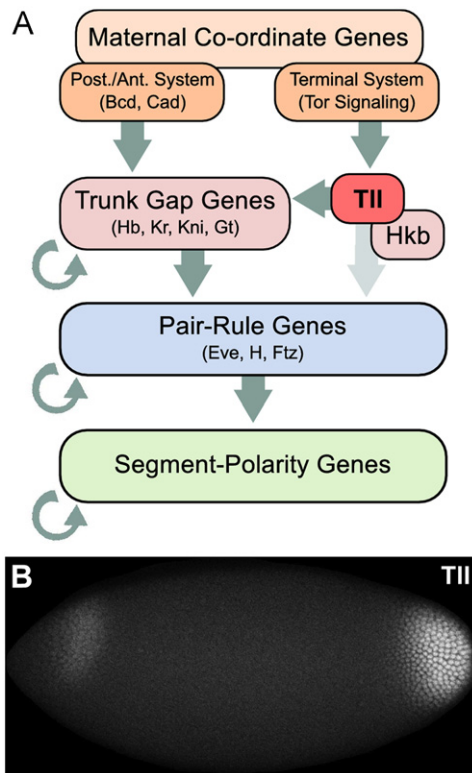 A
Maternal Co-ordinate Genes
Post./Ant. System
(Bcd, Cad)
Terminal System
(Tor Signaling)
Trunk Gap Genes
(Hb, Kr, Kni, Gt)
Tll
Hkb
Pair-Rule Genes
(Eve, H, Ftz)
Segment-Polarity Genes
B
Tll